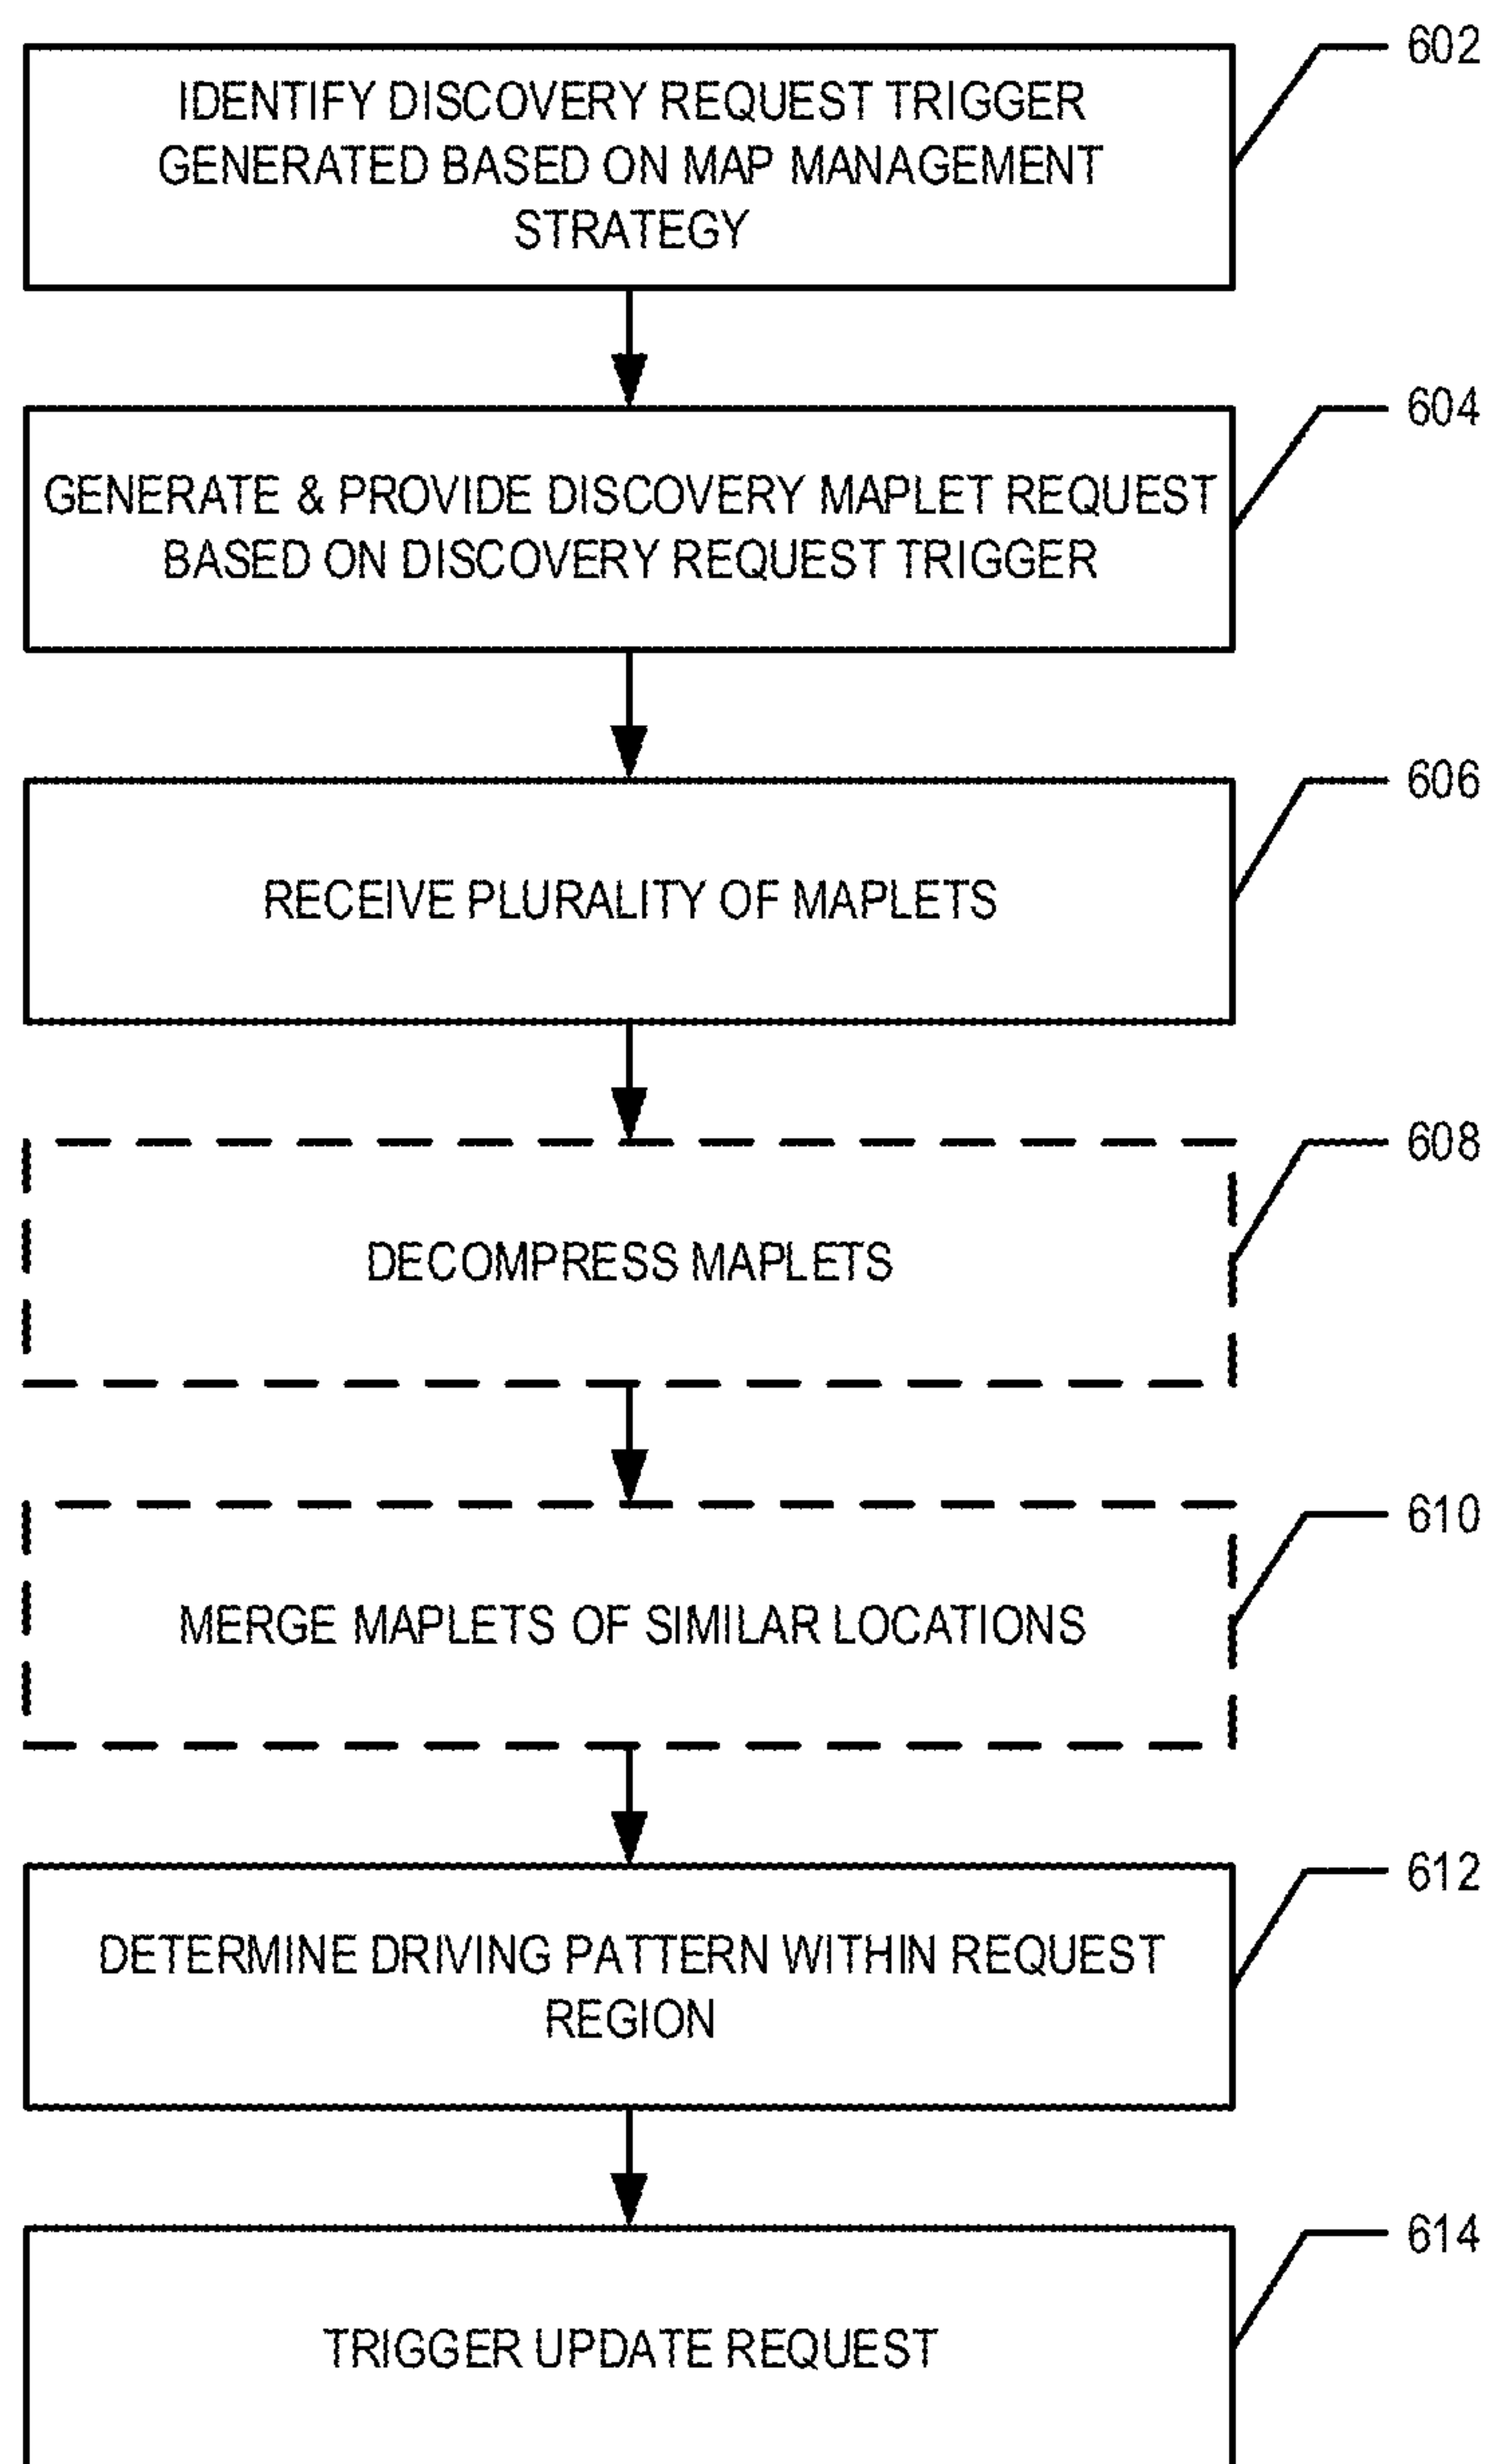 602
IDENTIFY DISCOVERY REQUEST TRIGGER
GENERATED BASED ON MAP MANAGEMENT
STRATEGY
604
GENERATE & PROVIDE DISCOVERY MAPLET REQUEST
BASED ON DISCOVERY REQUEST TRIGGER
606
RECEIVE PLURALITY OF MAPLETS
608
DECOMPRESS MAPLETS
610
MERGE MAPLETS OF SIMILAR LOCATIONS
612
DETERMINE DRIVING PATTERN WITHIN REQUEST
REGION
614
TRIGGER UPDATE REQUEST